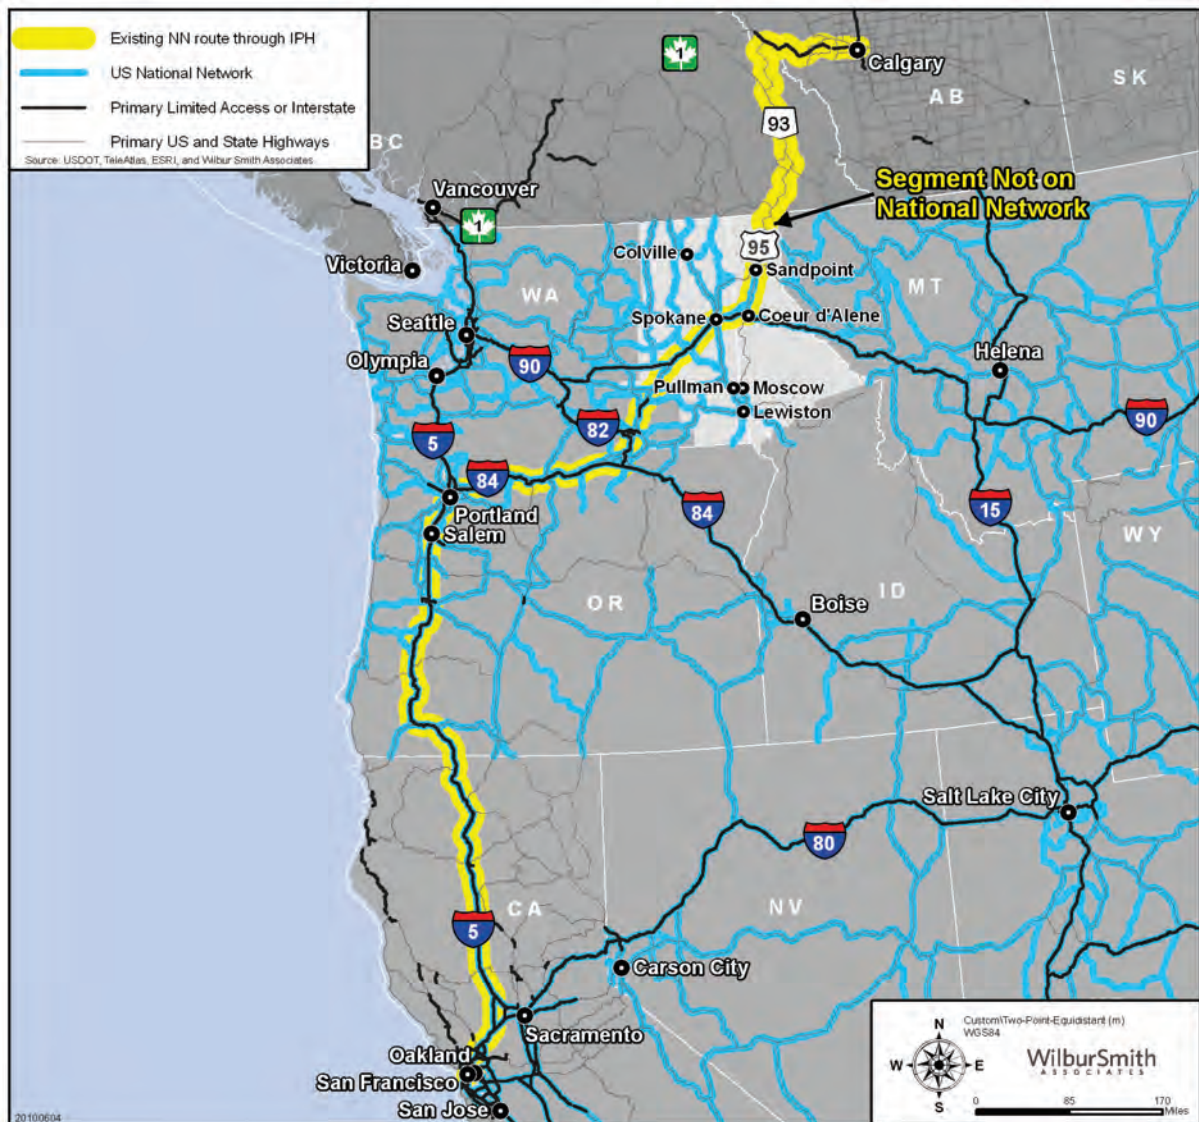 Existing NN route through IPH
US National Network
Primary Limited Access or Interstate
Primary US and State Highways
Source: USDOT, TeleAtlas, ESRI, and Wilbur Smith Associates
BC
1
Calgary
AB
SK
93
Segment Not on
National Network
Vancouver
1
95
Colville
Sandpoint
Victoria
WA
MT
Seattle
Spokane
Coeur d'Alene
Olympia
90
Helena
Pullman
Moscow
Lewiston
90
5
82
84
84
15
Portland
Salem
WY
OR
ID
Boise
Salt Lake City
80
CA
NV
5
Carson City
Sacramento
Oakland
San Francisco
San Jose
Custom\Two-Point-Equidistant (m)
WGS84
N
W
E
S
WilburSmith
ASSOCIATES
0
85
170
Miles
20100604